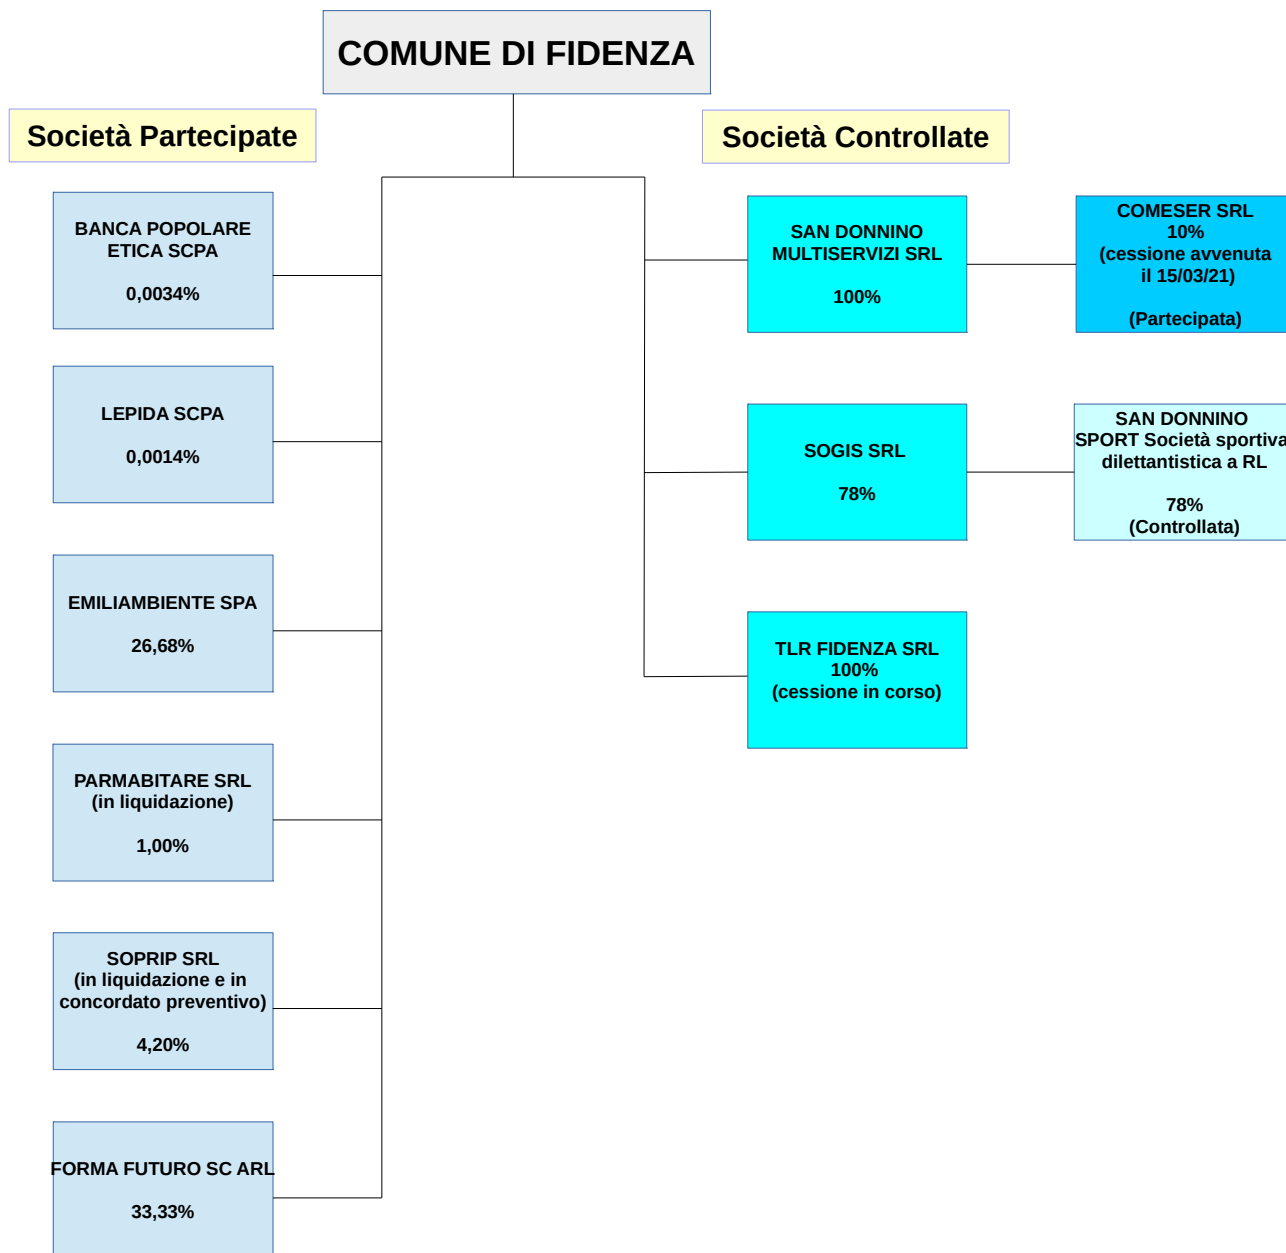 COMUNE DI FIDENZA
Società Partecipate
BANCA POPOLARE
ETICA SCPA
0,0034%
LEPIDA SCPA
0,0014%
EMILIAMBIENTE SPA
26,68%
PARMABITARE SRL
(in liquidazione)
1,00%
SOPRIP SRL
(in liquidazione e in
concordato preventivo)
4,20%
FORMA FUTURO SC ARL
33,33%
Società Controllate
SAN DONNINO
MULTISERVIZI SRL
100%
COMESER SRL
10%
(cessione avvenuta
il 15/03/21)
(Partecipata)
SOGIS SRL
78%
SAN DONNINO
SPORT Società sportiva
dilettantistica a RL
78%
(Controllata)
TLR FIDENZA SRL
100%
(cessione in corso)